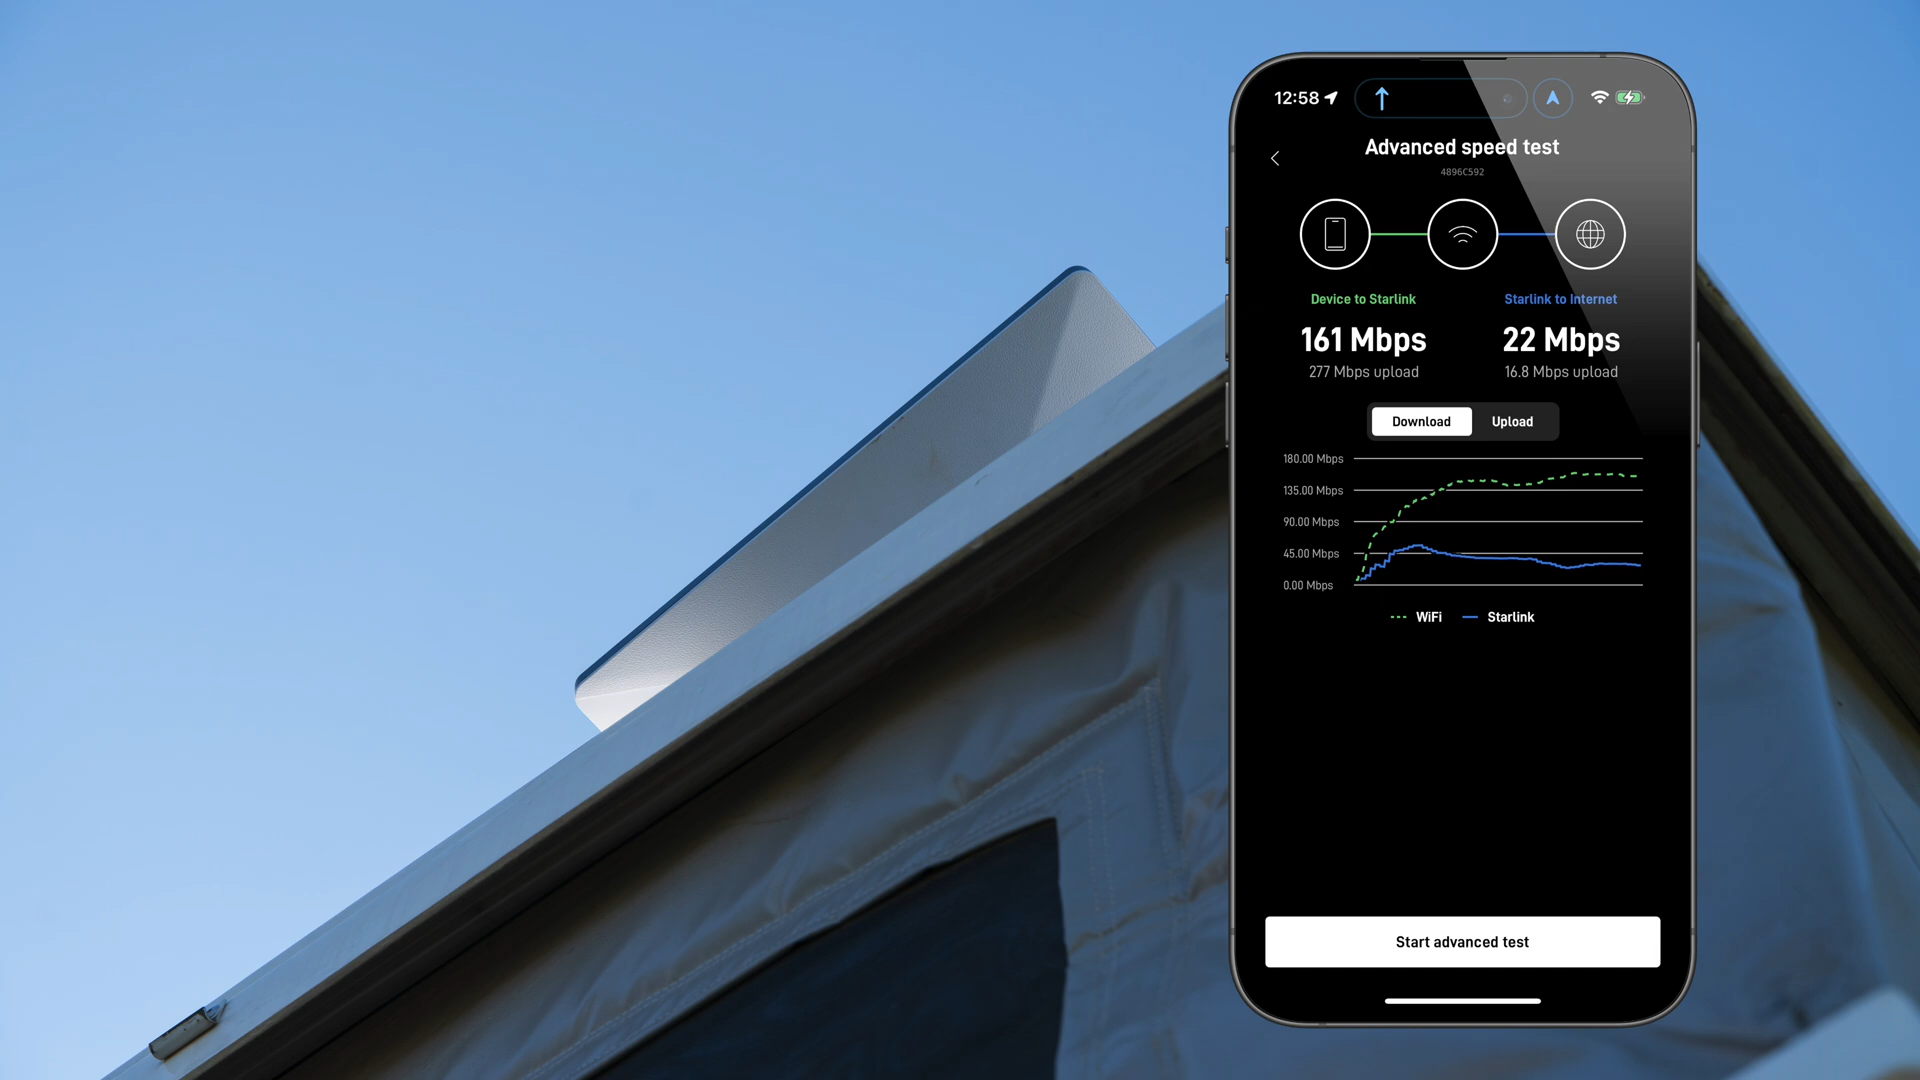 12:58
Advanced speed test
4896C592
Device to Starlink
Starlink to Internet
161 Mbps
22 Mbps
277 Mbps upload
16.8 Mbps upload
Download
Upload
180.00 Mbps
135.00 Mbps
90.00 Mbps
45.00 Mbps
0.00 Mbps
WiFi
Starlink
Start advanced test